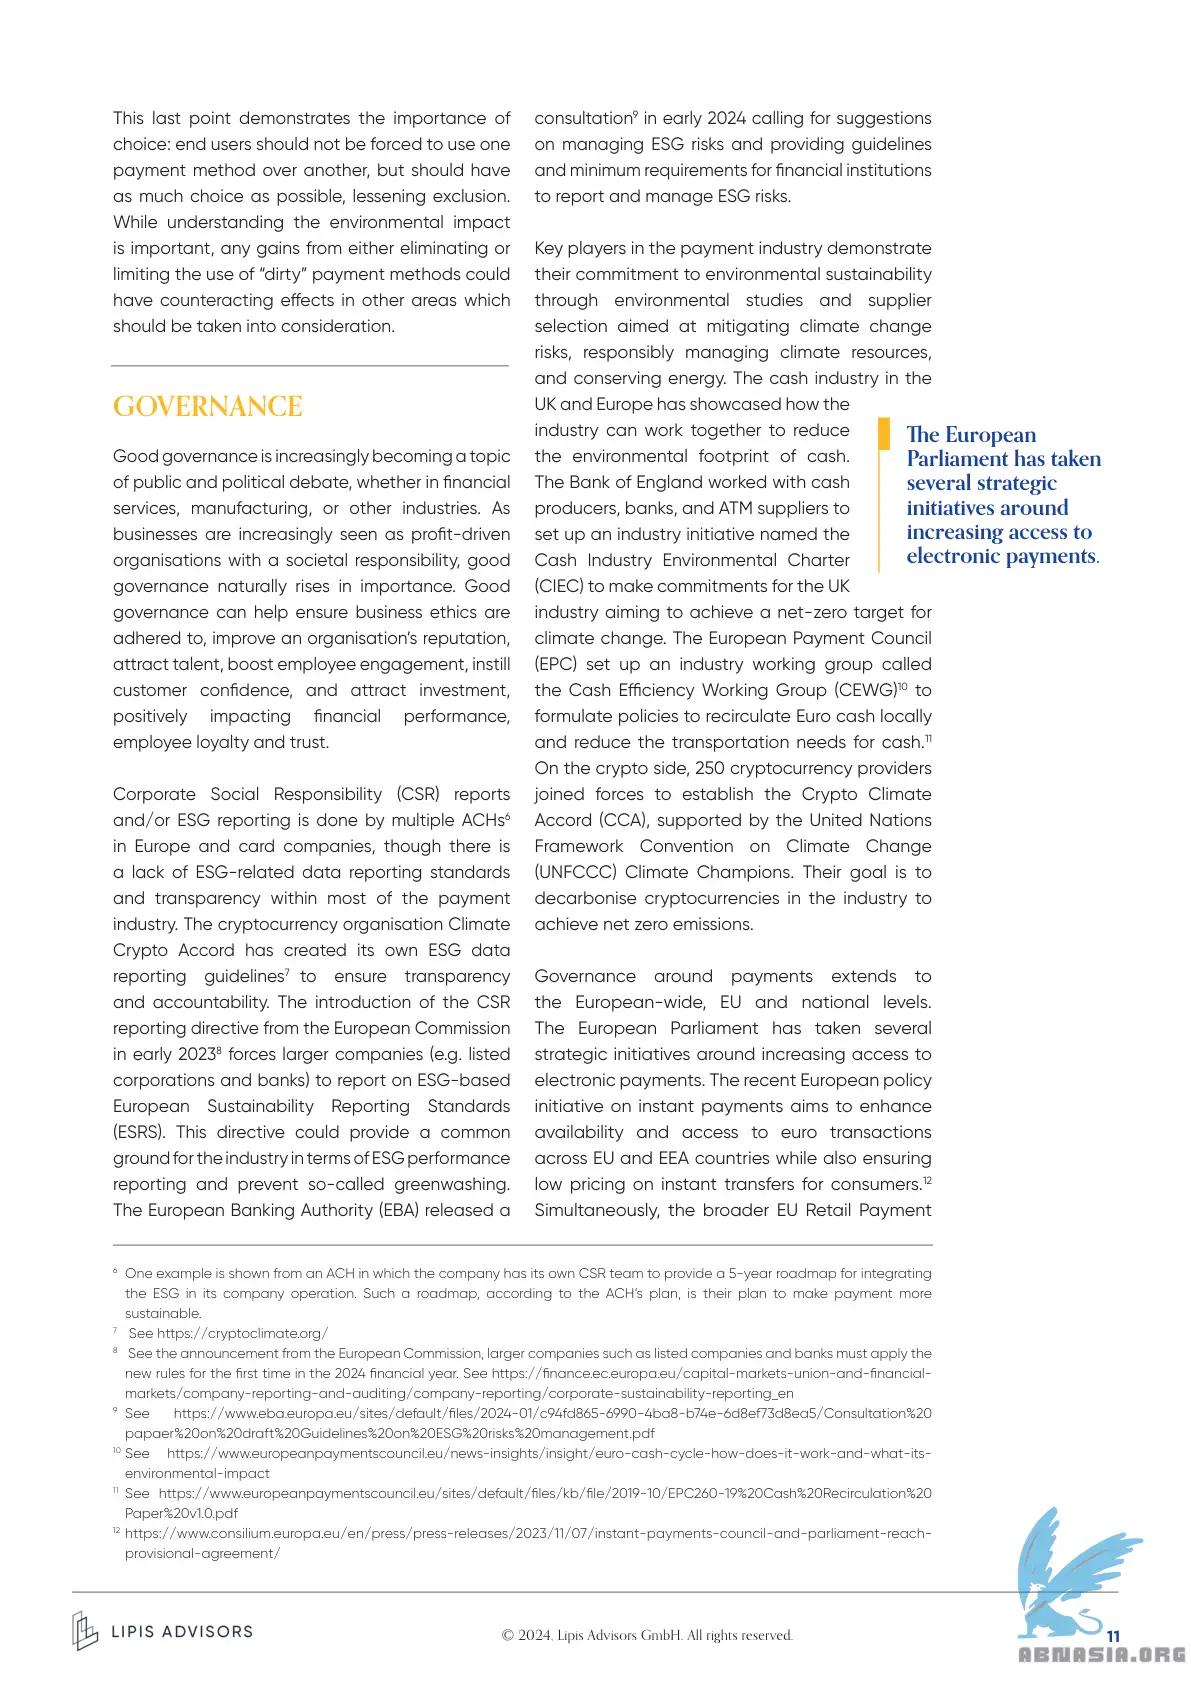 This last point demonstrates the importance of
choice: end users should not be forced to use one
payment method over another, but should have
as much choice as possible, lessening exclusion.
While understanding the environmental impact
is important, any gains from either eliminating or
limiting the use of “dirty” payment methods could
have counteracting effects in other areas which
should be taken into consideration.
GOVERNANCE
Good governance is increasingly becoming a topic
of public and political debate, whether in financial
services, manufacturing, or other industries. As
businesses are increasingly seen as profit-driven
organisations with a societal responsibility, good
governance naturally rises in importance. Good
governance can help ensure business ethics are
adhered to, improve an organisation’s reputation,
attract talent, boost employee engagement, instill
customer confidence, and attract investment,
positively impacting financial performance,
employee loyalty and trust.
Corporate Social Responsibility (CSR) reports
and/or ESG reporting is done by multiple ACHs⁶
in Europe and card companies, though there is
a lack of ESG-related data reporting standards
and transparency within most of the payment
industry. The cryptocurrency organisation Climate
Crypto Accord has created its own ESG data
reporting guidelines⁷ to ensure transparency
and accountability. The introduction of the CSR
reporting directive from the European Commission
in early 2023⁸ forces larger companies (e.g. listed
corporations and banks) to report on ESG-based
European Sustainability Reporting Standards
(ESRS). This directive could provide a common
ground for the industry in terms of ESG performance
reporting and prevent so-called greenwashing.
The European Banking Authority (EBA) released a
consultation⁹ in early 2024 calling for suggestions
on managing ESG risks and providing guidelines
and minimum requirements for financial institutions
to report and manage ESG risks.
Key players in the payment industry demonstrate
their commitment to environmental sustainability
through environmental studies and supplier
selection aimed at mitigating climate change
risks, responsibly managing climate resources,
and conserving energy. The cash industry in the
UK and Europe has showcased how the
industry can work together to reduce
the environmental footprint of cash.
The Bank of England worked with cash
producers, banks, and ATM suppliers to
set up an industry initiative named the
Cash Industry Environmental Charter
(CIEC) to make commitments for the UK
industry aiming to achieve a net-zero target for
climate change. The European Payment Council
(EPC) set up an industry working group called
the Cash Efficiency Working Group (CEWG)¹⁰ to
formulate policies to recirculate Euro cash locally
and reduce the transportation needs for cash.¹¹
On the crypto side, 250 cryptocurrency providers
joined forces to establish the Crypto Climate
Accord (CCA), supported by the United Nations
Framework Convention on Climate Change
(UNFCCC) Climate Champions. Their goal is to
decarbonise cryptocurrencies in the industry to
achieve net zero emissions.
Governance around payments extends to
the European-wide, EU and national levels.
The European Parliament has taken several
strategic initiatives around increasing access to
electronic payments. The recent European policy
initiative on instant payments aims to enhance
availability and access to euro transactions
across EU and EEA countries while also ensuring
low pricing on instant transfers for consumers.¹²
Simultaneously, the broader EU Retail Payment
The European
Parliament has taken
several strategic
initiatives around
increasing access to
electronic payments.
⁶ One example is shown from an ACH in which the company has its own CSR team to provide a 5-year roadmap for integrating
the ESG in its company operation. Such a roadmap, according to the ACH’s plan, is their plan to make payment more
sustainable.
⁷ See https://cryptoclimate.org/
⁸ See the announcement from the European Commission, larger companies such as listed companies and banks must apply the
new rules for the first time in the 2024 financial year. See https://finance.ec.europa.eu/capital-markets-union-and-financial-
markets/company-reporting-and-auditing/company-reporting/corporate-sustainability-reporting_en
⁹ See https://www.eba.europa.eu/sites/default/files/2024-01/c94fd865-6990-4ba8-b74e-6d8ef73d8ea5/Consultation%20
papaer%20on%20draft%20Guidelines%20on%20ESG%20risks%20management.pdf
¹⁰ See https://www.europeanpaymentscouncil.eu/news-insights/insight/euro-cash-cycle-how-does-it-work-and-what-its-
environmental-impact
¹¹ See https://www.europeanpaymentscouncil.eu/sites/default/files/kb/file/2019-10/EPC260-19%20Cash%20Recirculation%20
Paper%20v1.0.pdf
¹² https://www.consilium.europa.eu/en/press/press-releases/2023/11/07/instant-payments-council-and-parliament-reach-
provisional-agreement/
LIPIS ADVISORS
© 2024, Lipis Advisors GmbH. All rights reserved.
11
ABNASIA.ORG